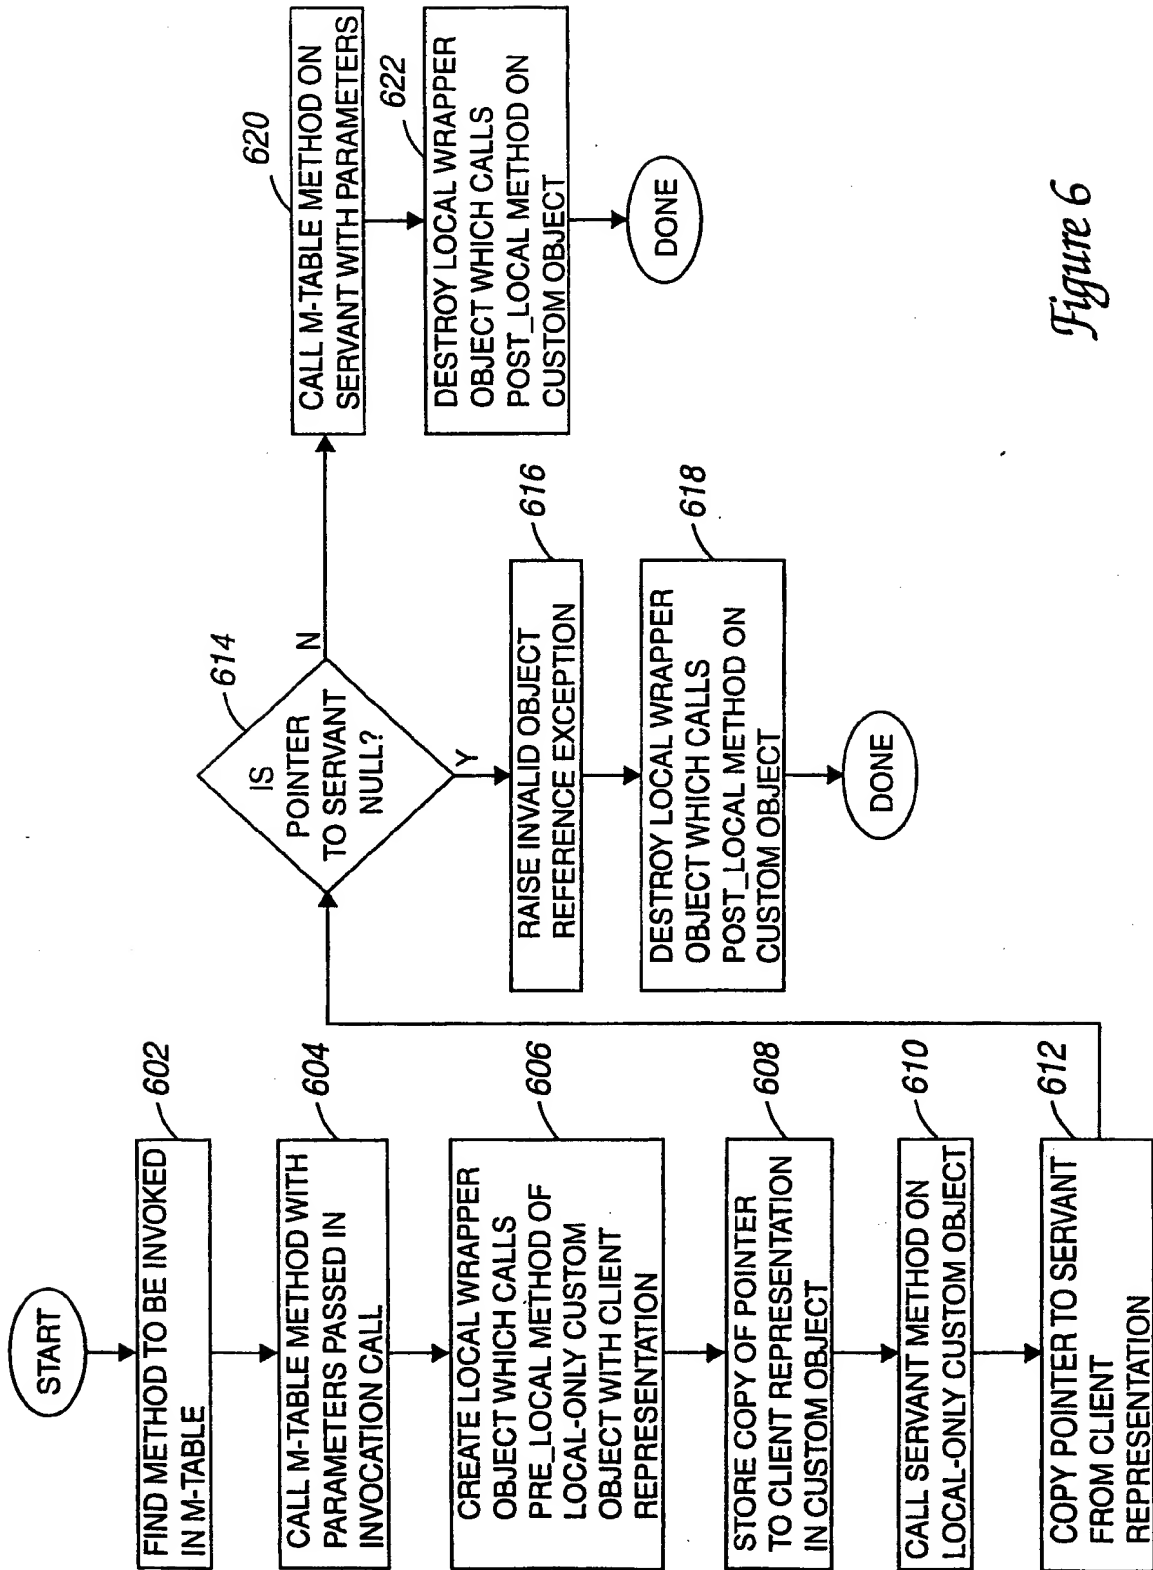 START
602
FIND METHOD TO BE INVOKED
IN M-TABLE
604
CALL M-TABLE METHOD WITH
PARAMETERS PASSED IN
INVOCATION CALL
606
CREATE LOCAL WRAPPER
OBJECT WHICH CALLS
PRE_LOCAL METHOD OF
LOCAL-ONLY CUSTOM
OBJECT WITH CLIENT
REPRESENTATION
608
STORE COPY OF POINTER
TO CLIENT REPRESENTATION
IN CUSTOM OBJECT
610
CALL SERVANT METHOD ON
LOCAL-ONLY CUSTOM OBJECT
612
COPY POINTER TO SERVANT
FROM CLIENT
REPRESENTATION
614
IS
POINTER
TO SERVANT
NULL?
N
Y
616
RAISE INVALID OBJECT
REFERENCE EXCEPTION
618
DESTROY LOCAL WRAPPER
OBJECT WHICH CALLS
POST_LOCAL METHOD ON
CUSTOM OBJECT
DONE
620
CALL M-TABLE METHOD ON
SERVANT WITH PARAMETERS
622
DESTROY LOCAL WRAPPER
OBJECT WHICH CALLS
POST_LOCAL METHOD ON
CUSTOM OBJECT
DONE
Figure 6